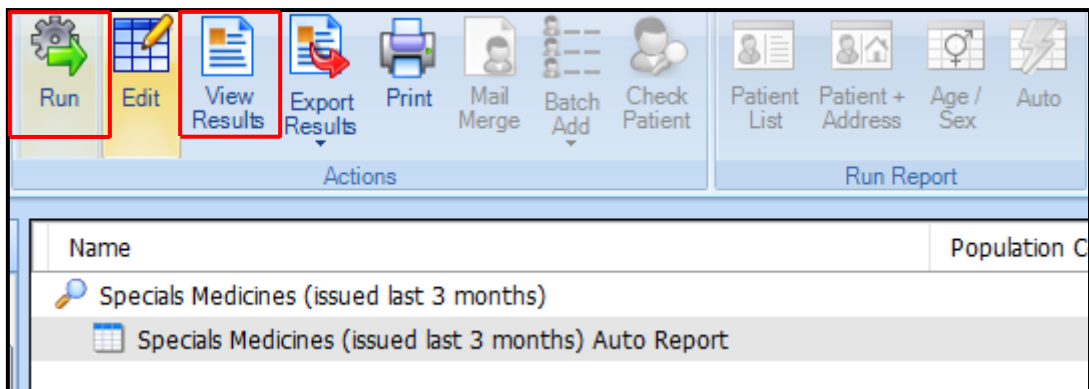 Run Edit View Results Export Results Print Mail Merge Batch Add Check Patient Patient List Patient + Address Age / Sex Auto
Actions Run Report
Name Population C
Specials Medicines (issued last 3 months)
Specials Medicines (issued last 3 months) Auto Report